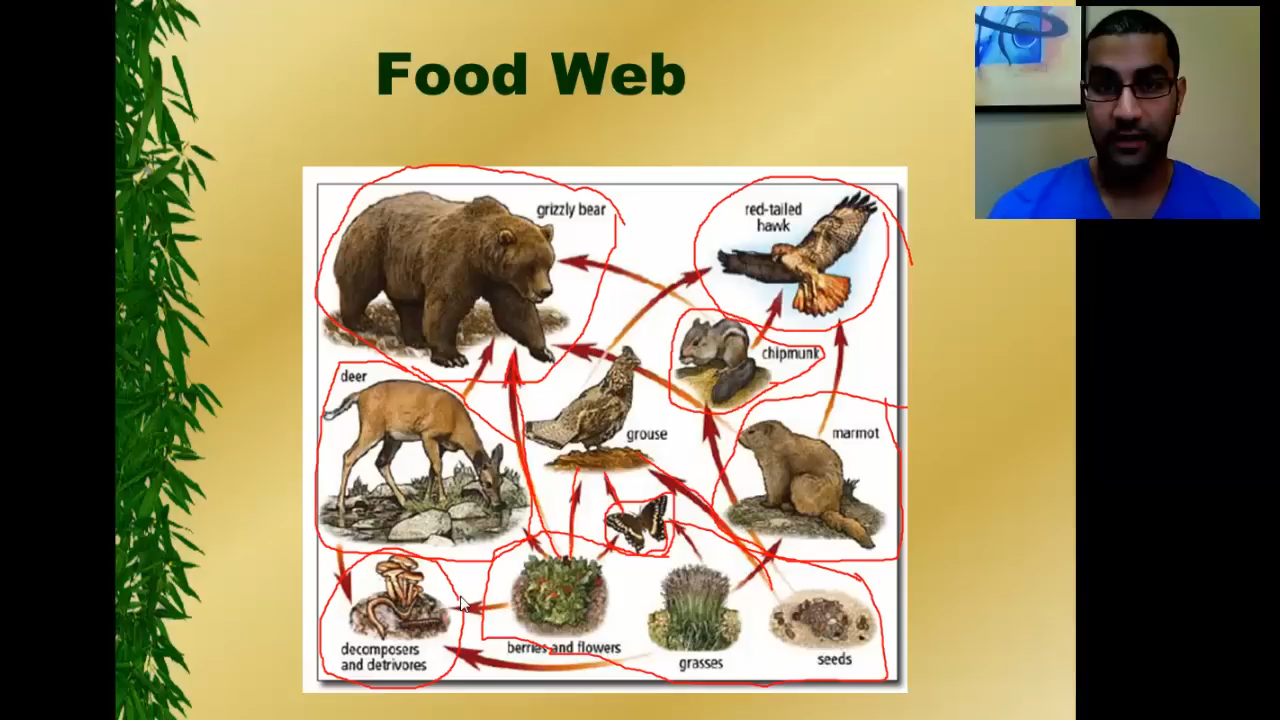 Food Web
grizzly bear
red-tailed
hawk
chipmunk
deer
grouse
marmot
decomposers
and detrivores
berries and flowers
grasses
seeds